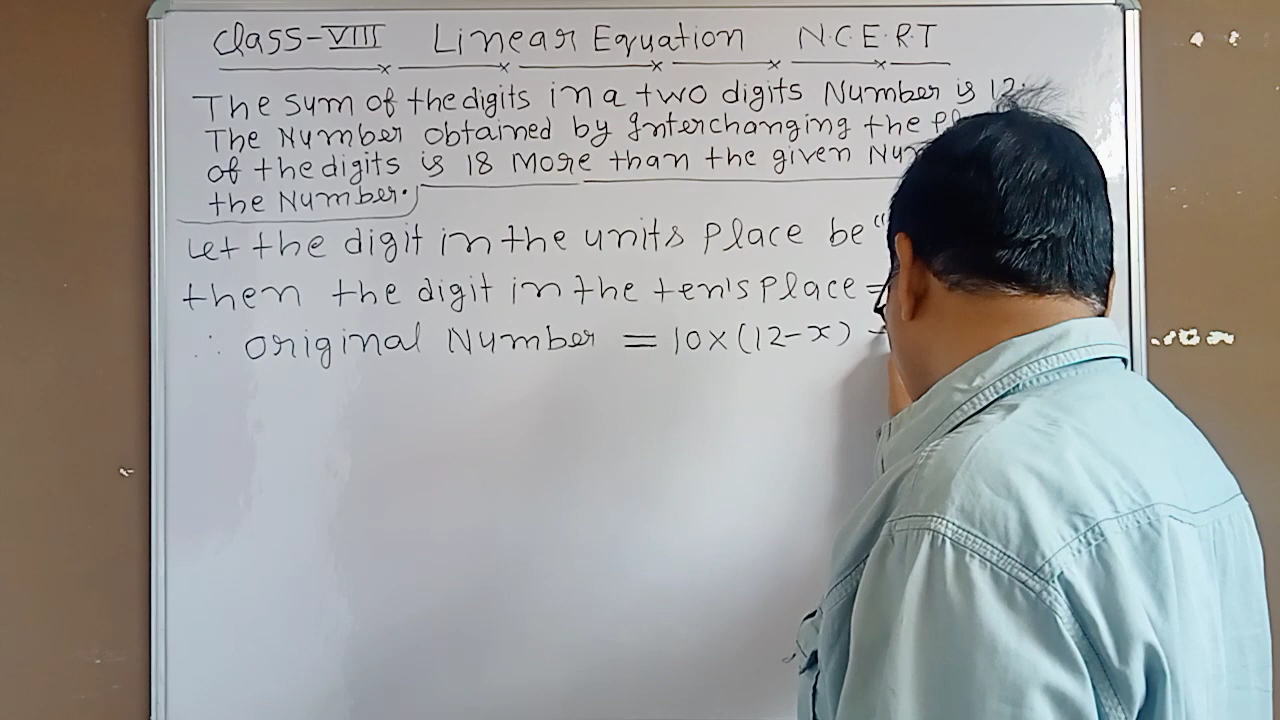 Class-VIII Linear Equation N.C.E.R.T
The sum of the digits in a two digits Number is 12.
The Number obtained by Interchanging the
of the digits is 18 More than the given
the Number.
Let the digit in the units place be "
then the digit in the ten's place =
∴ original Number = 10×(12-x)